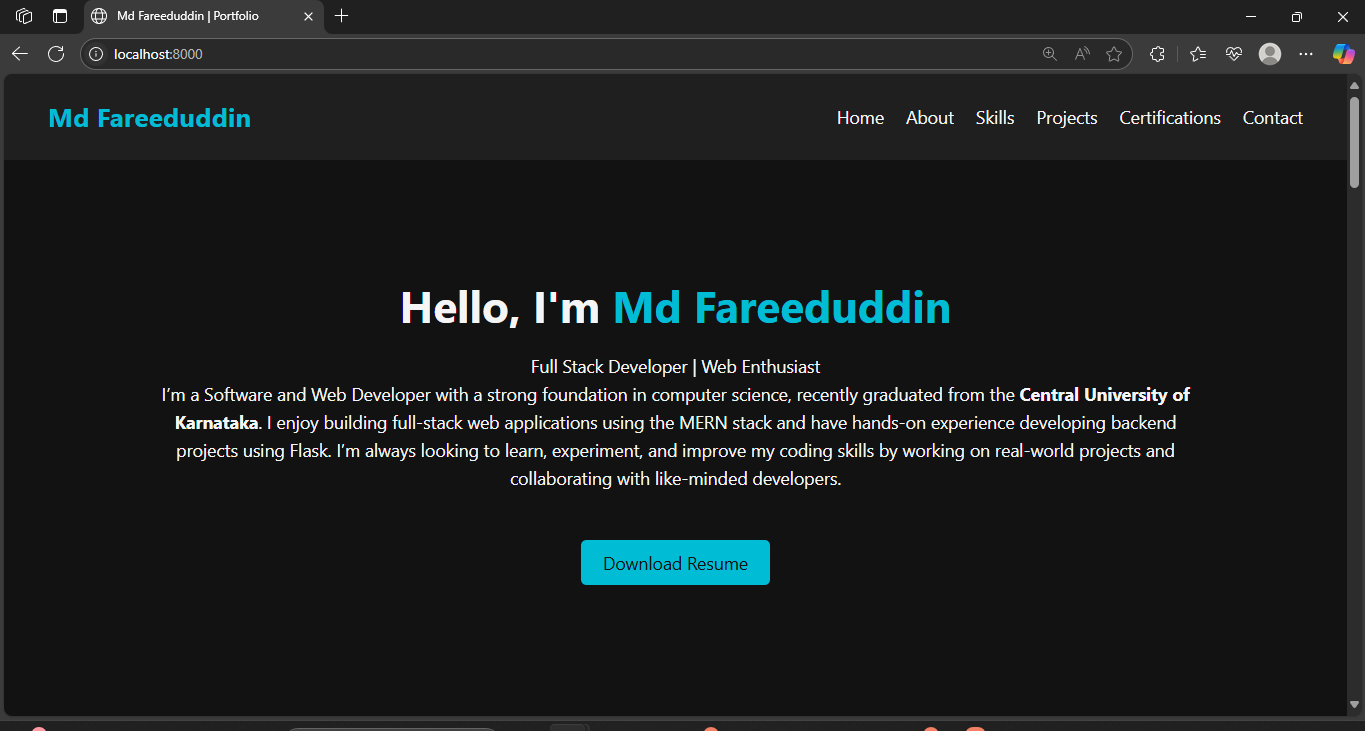 Md Fareeduddin | Portfolio
localhost:8000
Md Fareeduddin
Home About Skills Projects Certifications Contact
Hello, I'm Md Fareeduddin
Full Stack Developer | Web Enthusiast
I’m a Software and Web Developer with a strong foundation in computer science, recently graduated from the Central University of
Karnataka. I enjoy building full-stack web applications using the MERN stack and have hands-on experience developing backend
projects using Flask. I’m always looking to learn, experiment, and improve my coding skills by working on real-world projects and
collaborating with like-minded developers.
Download Resume